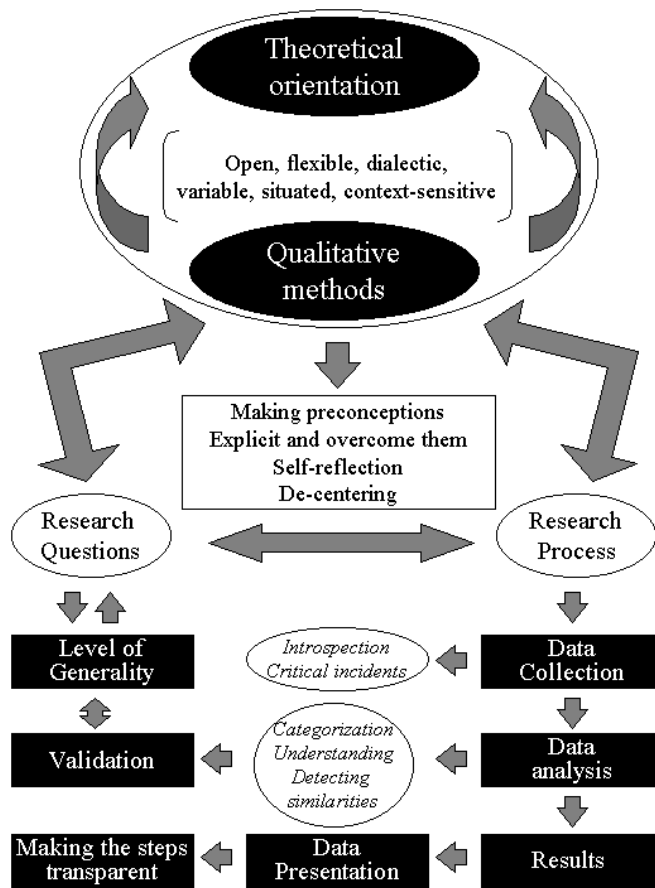 Theoretical
orientation
Open, flexible, dialectic,
variable, situated, context-sensitive
Qualitative
methods
Making preconceptions
Explicit and overcome them
Self-reflection
De-centering
Research
Questions
Research
Process
Level of
Generality
Introspection
Critical incidents
Data
Collection
Validation
Categorization
Understanding
Detecting
similarities
Data
analysis
Making the steps
transparent
Data
Presentation
Results